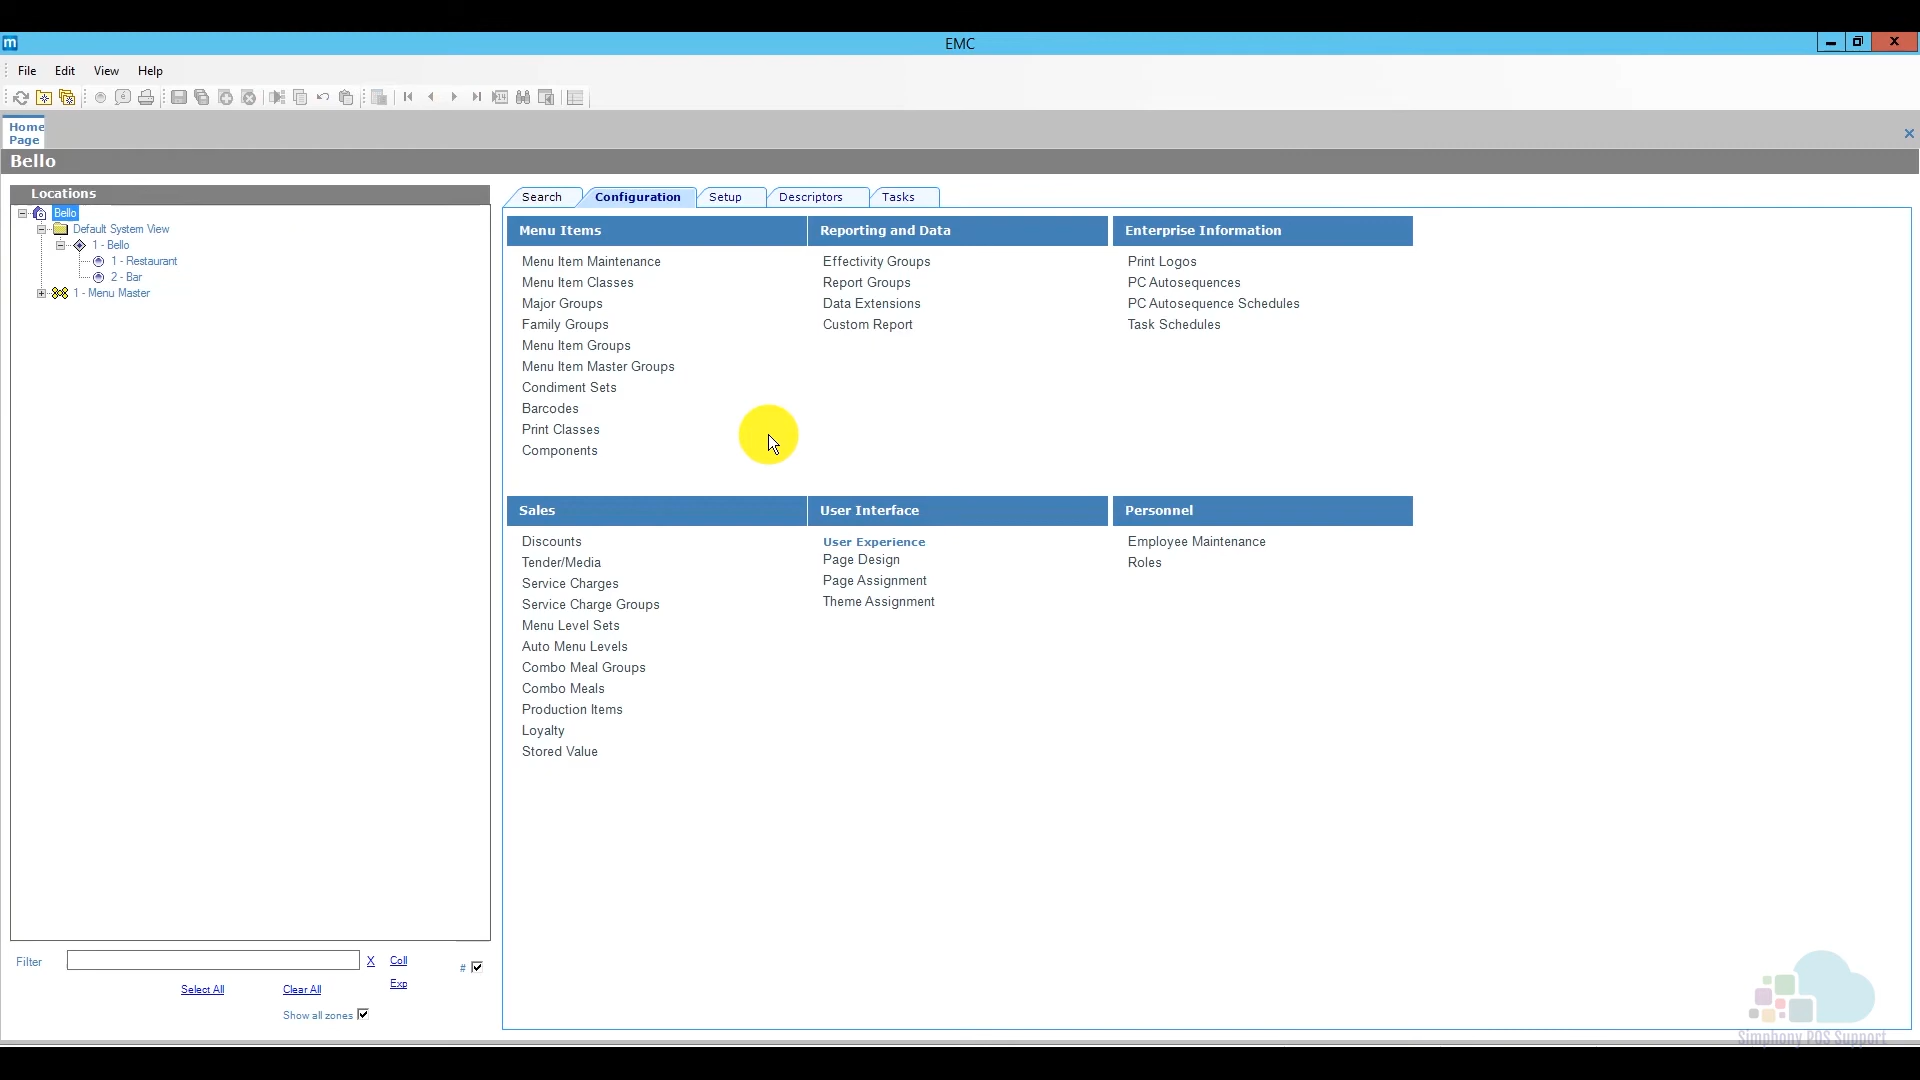 EMC
File Edit View Help
Home Page
Bello
Locations
Bello
Default System View
1 - Bello
1 - Restaurant
2 - Bar
1 - Menu Master
Filter
X
Coll
Exp
#
Select All
Clear All
Show all zones
Search Configuration Setup Descriptors Tasks
Menu Items
Menu Item Maintenance
Menu Item Classes
Major Groups
Family Groups
Menu Item Groups
Menu Item Master Groups
Condiment Sets
Barcodes
Print Classes
Components
Reporting and Data
Effectivity Groups
Report Groups
Data Extensions
Custom Report
Enterprise Information
Print Logos
PC Autosequences
PC Autosequence Schedules
Task Schedules
Sales
Discounts
Tender/Media
Service Charges
Service Charge Groups
Menu Level Sets
Auto Menu Levels
Combo Meal Groups
Combo Meals
Production Items
Loyalty
Stored Value
User Interface
User Experience
Page Design
Page Assignment
Theme Assignment
Personnel
Employee Maintenance
Roles
Simphony POS Support